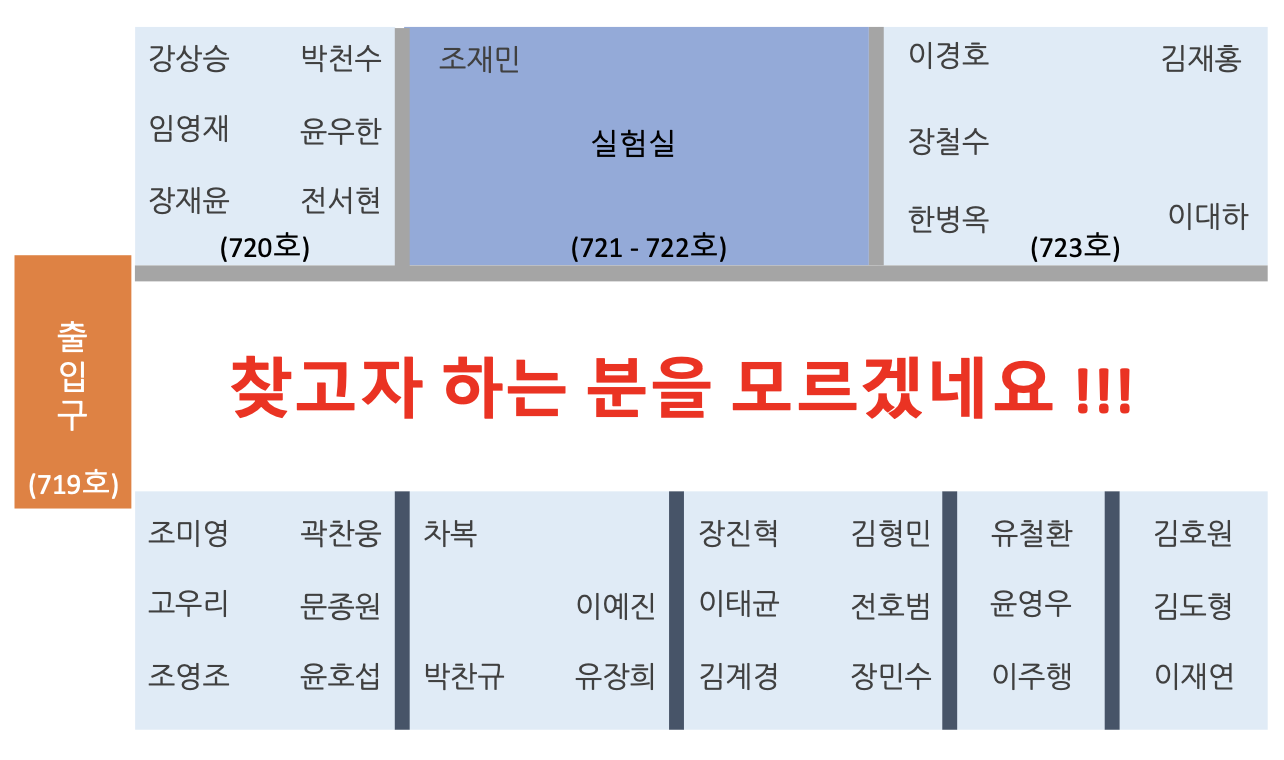 강상승 박천수
임영재 윤우한
장재윤 전서현
(720호)
조재민
실험실
(721 - 722호)
이경호 김재홍
장철수
한병옥 이대하
(723호)
출
입
구
(719호)
찾고자 하는 분을 모르겠네요 !!!
조미영 곽찬웅
고우리 문종원
조영조 윤호섭
차복
이예진
박찬규 유장희
장진혁 김형민
이태균 전호범
김계경 장민수
유철환
윤영우
이주행
김호원
김도형
이재연